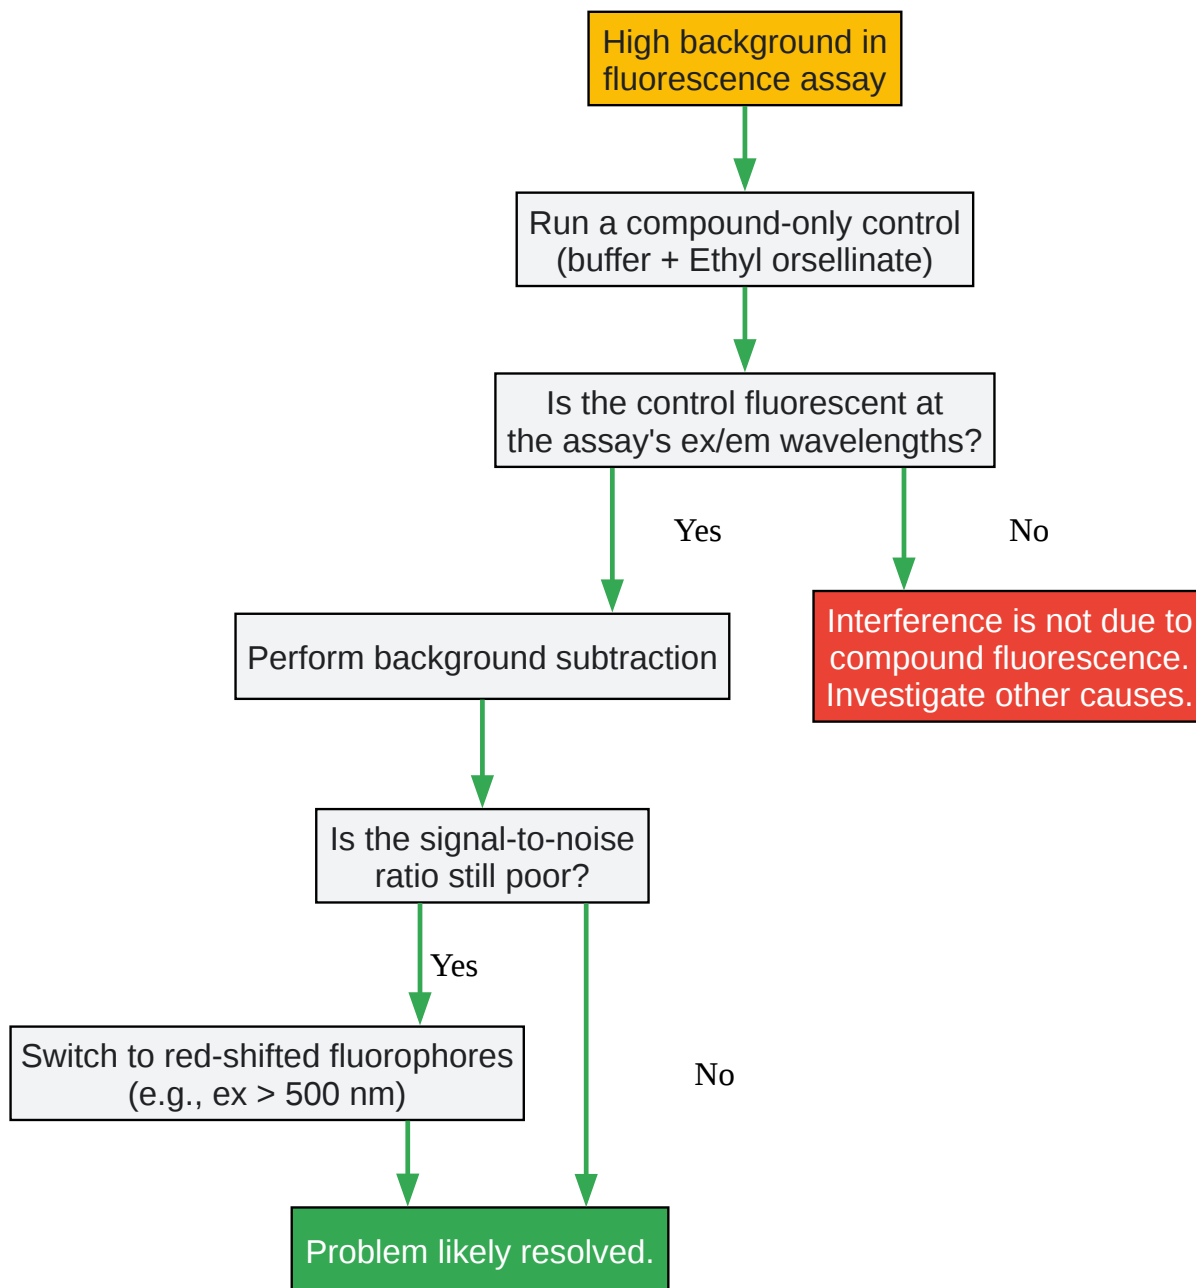 High background in
fluorescence assay
Run a compound-only control
(buffer + Ethyl orsellinate)
Is the control fluorescent at
the assay's ex/em wavelengths?
Yes
No
Perform background subtraction
Interference is not due to
compound fluorescence.
Investigate other causes.
Is the signal-to-noise
ratio still poor?
Yes
Switch to red-shifted fluorophores
(e.g., ex > 500 nm)
No
Problem likely resolved.